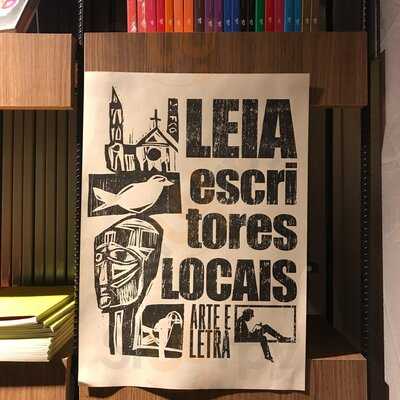 LEIA
escri
tores
LOCAIS
ARTE E
LETRA